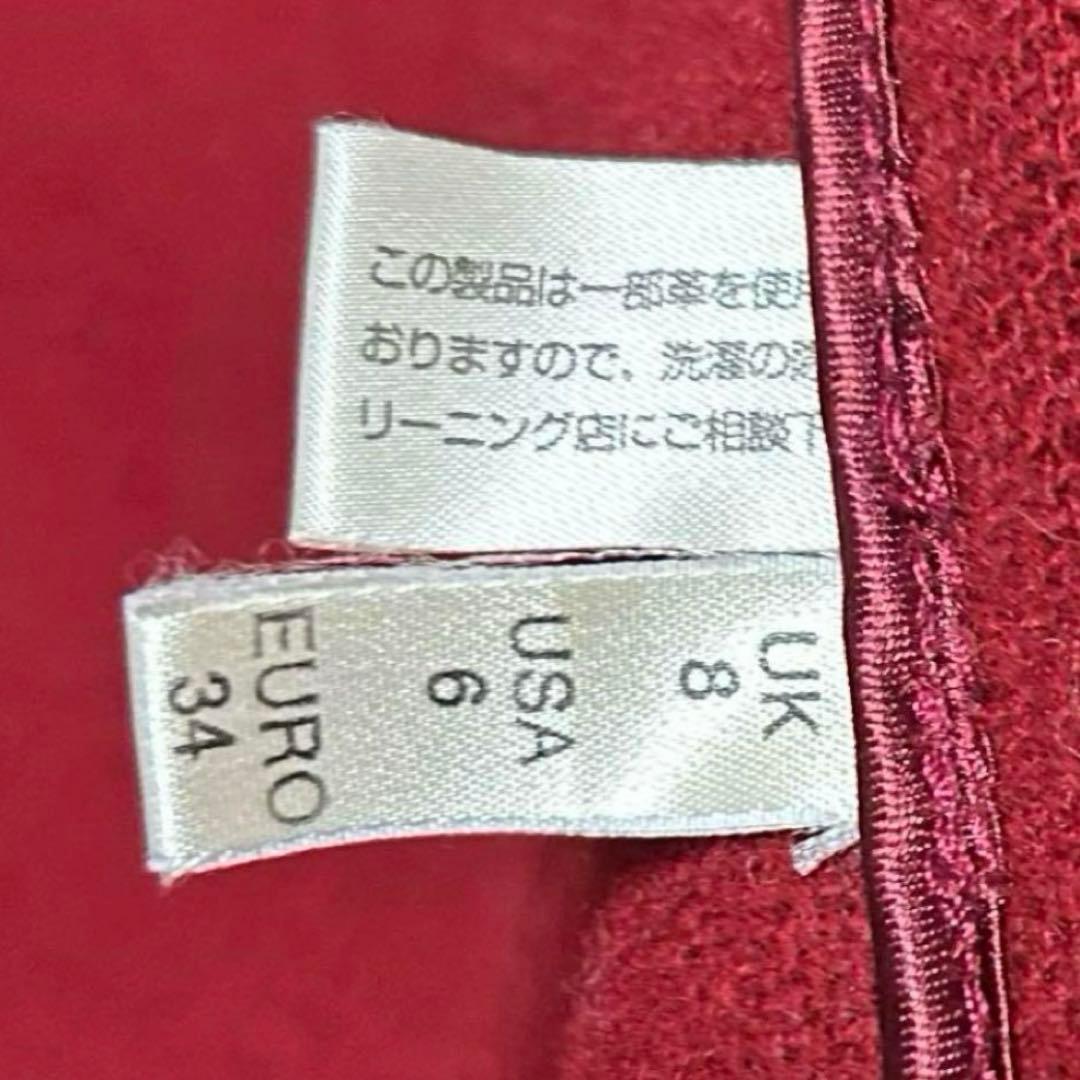 この製品は一部革を使
おりますので、洗濯の
リーニング店にご相談下
UK
8
USA
6
EURO
34